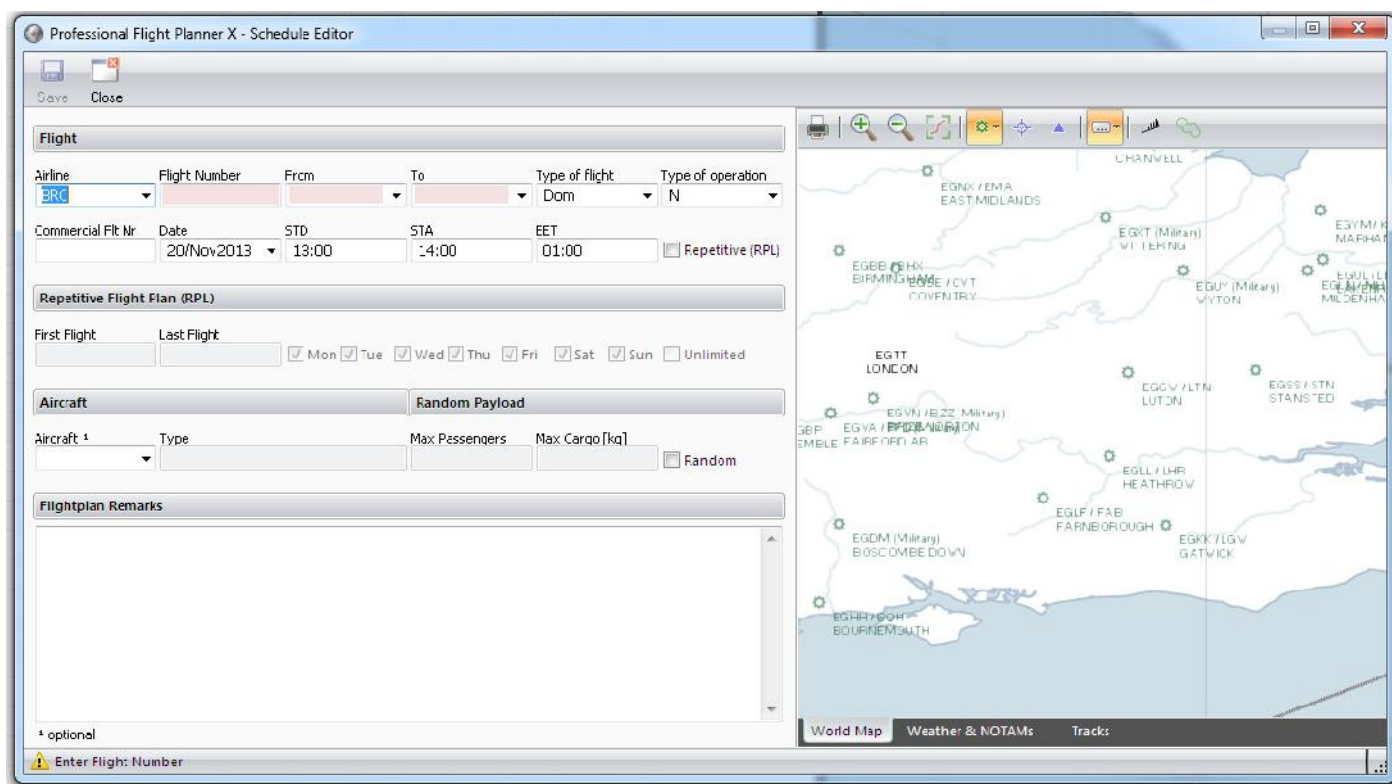 Professional Flight Planner X - Schedule Editor
Save Close
Flight
Airline Flight Number From To Type of flight Type of operation
BRC Dom N
Commercial Flt Nr Date STD STA EET
20/Nov2013 13:00 14:00 01:00 Repetitive (RPL)
Repetitive Flight Plan (RPL)
First Flight Last Flight
Mon Tue Wed Thu Fri Sat Sun Unlimited
Aircraft Random Payload
Aircraft ¹ Type Max Passengers Max Cargo [kg]
Random
Flightplan Remarks
¹ optional
Enter Flight Number
CRANWELL
EGNX / EMA
EAST MIDLANDS
EGXT (Military)
WITTERING
EGYM / K
MARHA
EGBB / BHX
BIRMINGHAM
EGBE / CVT
COVENTRY
EGUY (Military)
WYTON
EGUL / L
MILDENHA
EGTT
LONDON
EGGW / LTN
LUTON
EGSS / STN
STANSTED
EGVN / BZZ (Military)
GBP
EMBLE
EGVA /
FAIRFORD AB
EGLL / LHR
HEATHROW
EGLF / FAB
FARNBOROUGH
EGKK / LGW
GATWICK
EGDM (Military)
BOSCOMBE DOWN
EGHH / BOH
BOURNEMOUTH
World Map Weather & NOTAMs Tracks